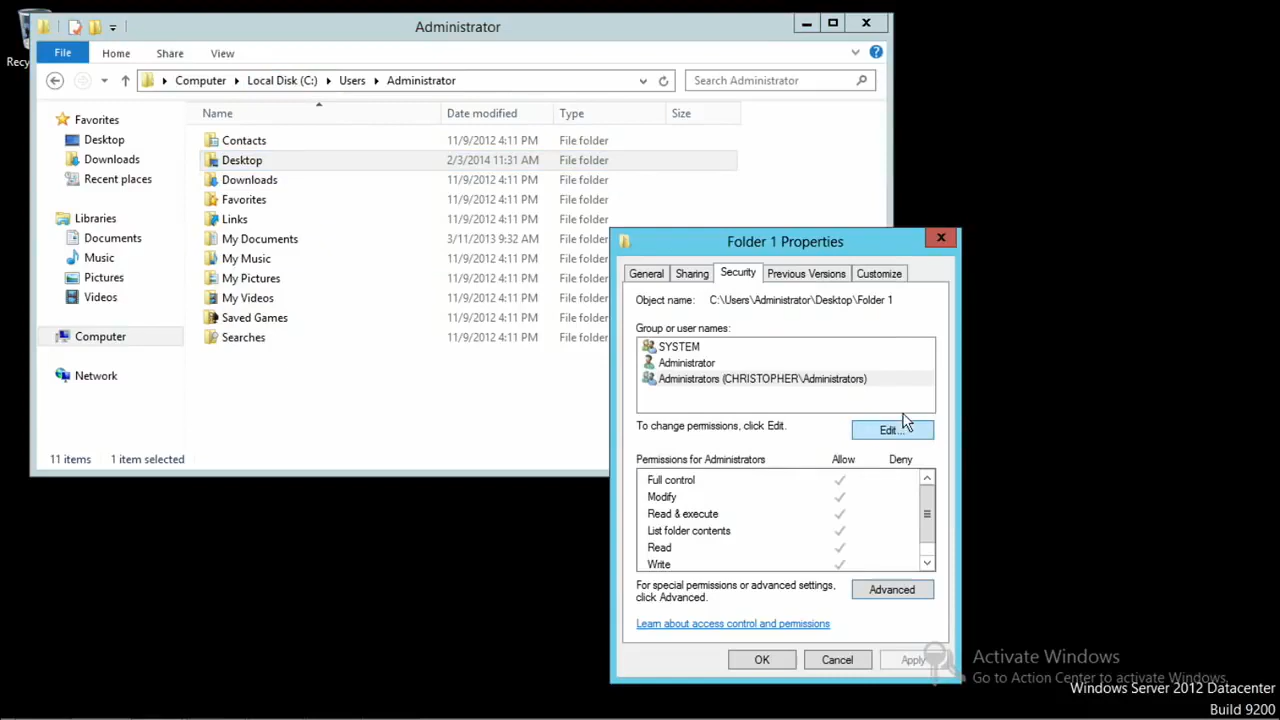 Administrator
File Home Share View
Computer Local Disk (C:) Users Administrator Search Administrator
Name Date modified Type Size
Favorites
Desktop
Downloads
Recent places
Libraries
Documents
Music
Pictures
Videos
Computer
Network
Contacts 11/9/2012 4:11 PM File folder
Desktop 2/3/2014 11:31 AM File folder
Downloads 11/9/2012 4:11 PM File folder
Favorites 11/9/2012 4:11 PM File folder
Links 11/9/2012 4:11 PM File folder
My Documents 3/11/2013 9:32 AM File folder
My Music 11/9/2012 4:11 PM
My Pictures 11/9/2012 4:11 PM
My Videos 11/9/2012 4:11 PM
Saved Games 11/9/2012 4:11 PM
Searches 11/9/2012 4:11 PM
11 items 1 item selected
Folder 1 Properties
General Sharing Security Previous Versions Customize
Object name: C:\Users\Administrator\Desktop\Folder 1
Group or user names:
SYSTEM
Administrator
Administrators (CHRISTOPHER\Administrators)
To change permissions, click Edit. Edit...
Permissions for Administrators Allow Deny
Full control
Modify
Read & execute
List folder contents
Read
Write
For special permissions or advanced settings,
click Advanced. Advanced
Learn about access control and permissions
OK Cancel Apply
Activate Windows
Go to Action Center to activate Windows.
Windows Server 2012 Datacenter
Build 9200